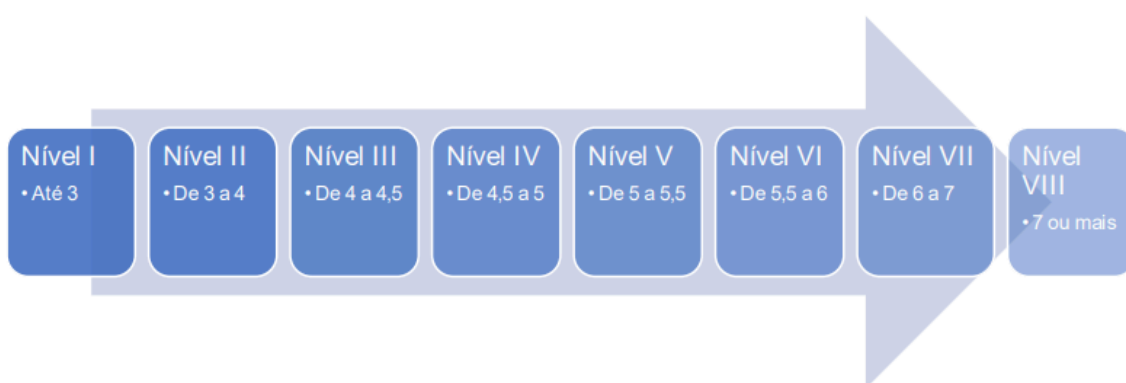 Nível I
• Até 3
Nível II
• De 3 a 4
Nível III
• De 4 a 4,5
Nível IV
• De 4,5 a 5
Nível V
• De 5 a 5,5
Nível VI
• De 5,5 a 6
Nível VII
• De 6 a 7
Nível
VIII
• 7 ou mais